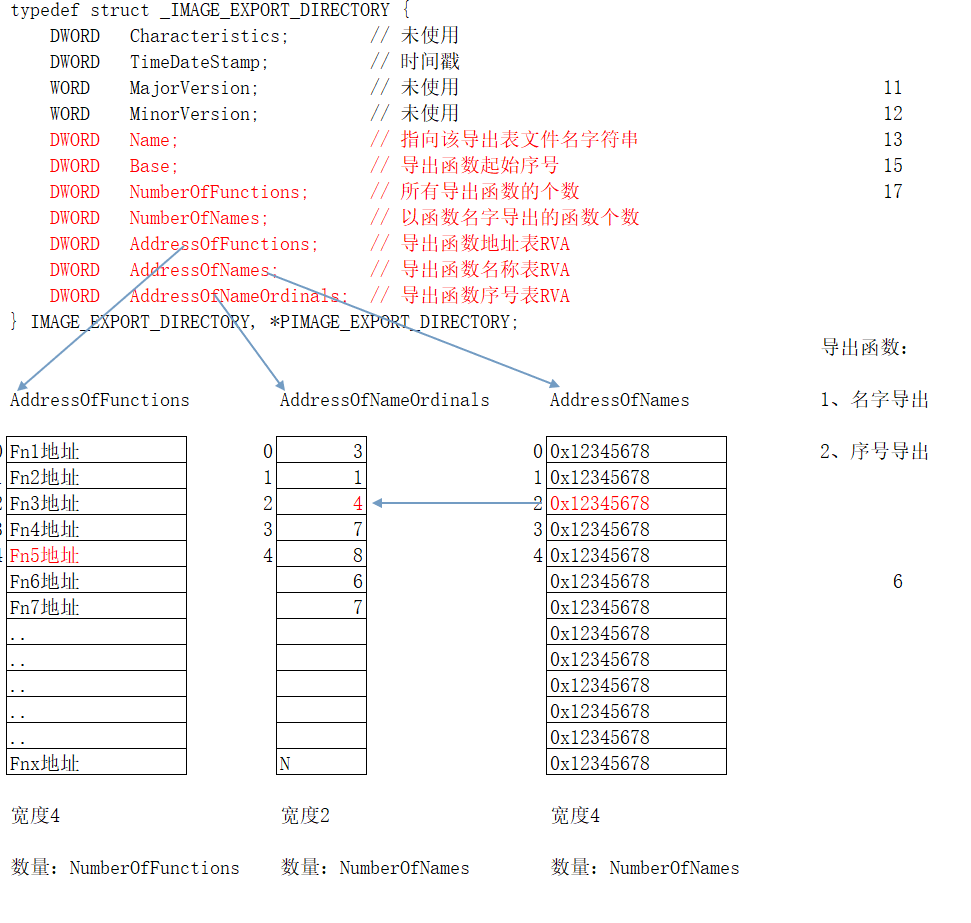 typedef struct _IMAGE_EXPORT_DIRECTORY {
DWORD Characteristics; // 未使用
DWORD TimeDateStamp; // 时间戳
WORD MajorVersion; // 未使用 11
WORD MinorVersion; // 未使用 12
DWORD Name; // 指向该导出表文件名字符串 13
DWORD Base; // 导出函数起始序号 15
DWORD NumberOfFunctions; // 所有导出函数的个数 17
DWORD NumberOfNames; // 以函数名字导出的函数个数
DWORD AddressOfFunctions; // 导出函数地址表RVA
DWORD AddressOfNames; // 导出函数名称表RVA
DWORD AddressOfNameOrdinals; // 导出函数序号表RVA
} IMAGE_EXPORT_DIRECTORY, *PIMAGE_EXPORT_DIRECTORY;
导出函数:
AddressOfFunctions AddressOfNameOrdinals AddressOfNames 1、名字导出
0 Fn1地址 0 3 0 0x12345678 2、序号导出
1 Fn2地址 1 1 1 0x12345678
2 Fn3地址 2 4 2 0x12345678
3 Fn4地址 3 7 3 0x12345678
4 Fn5地址 4 8 4 0x12345678
Fn6地址 6 0x12345678 6
Fn7地址 7 0x12345678
.. 0x12345678
.. 0x12345678
.. 0x12345678
.. 0x12345678
.. 0x12345678
Fnx地址 N 0x12345678
宽度4 宽度2 宽度4
数量: NumberOfFunctions 数量: NumberOfNames 数量: NumberOfNames